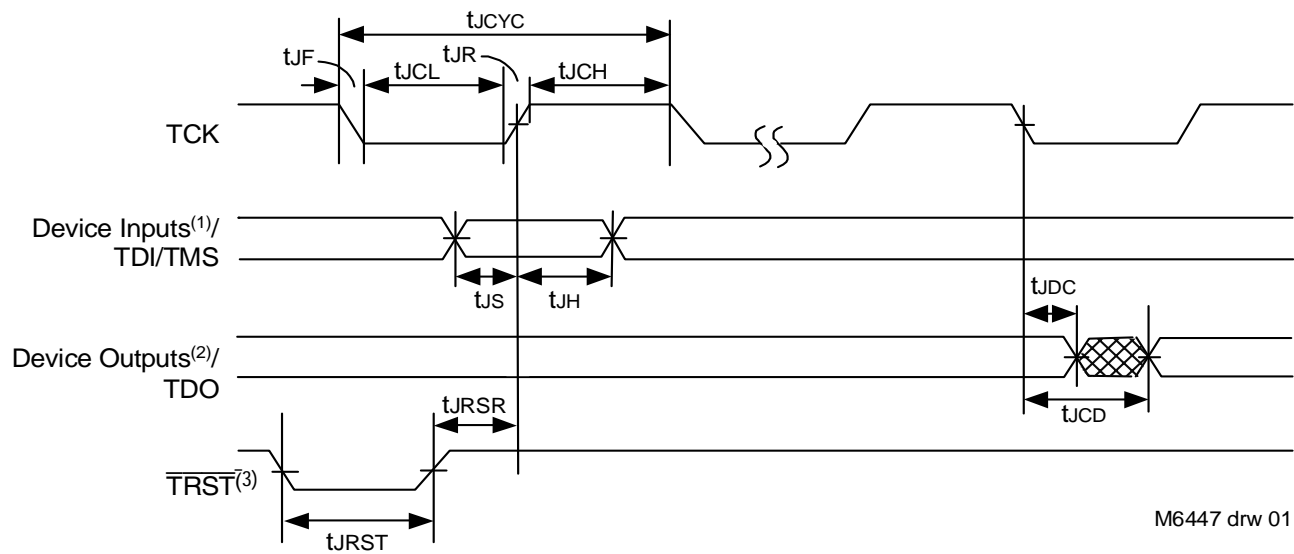 tJCYC
tJF
tJR
tJCL
tJCH
TCK
Device Inputs(1)/
TDI/TMS
tJS
tJH
tJDC
Device Outputs(2)/
TDO
tJRSR
tJCD
TRST(3)
tJRST
M6447 drw 01